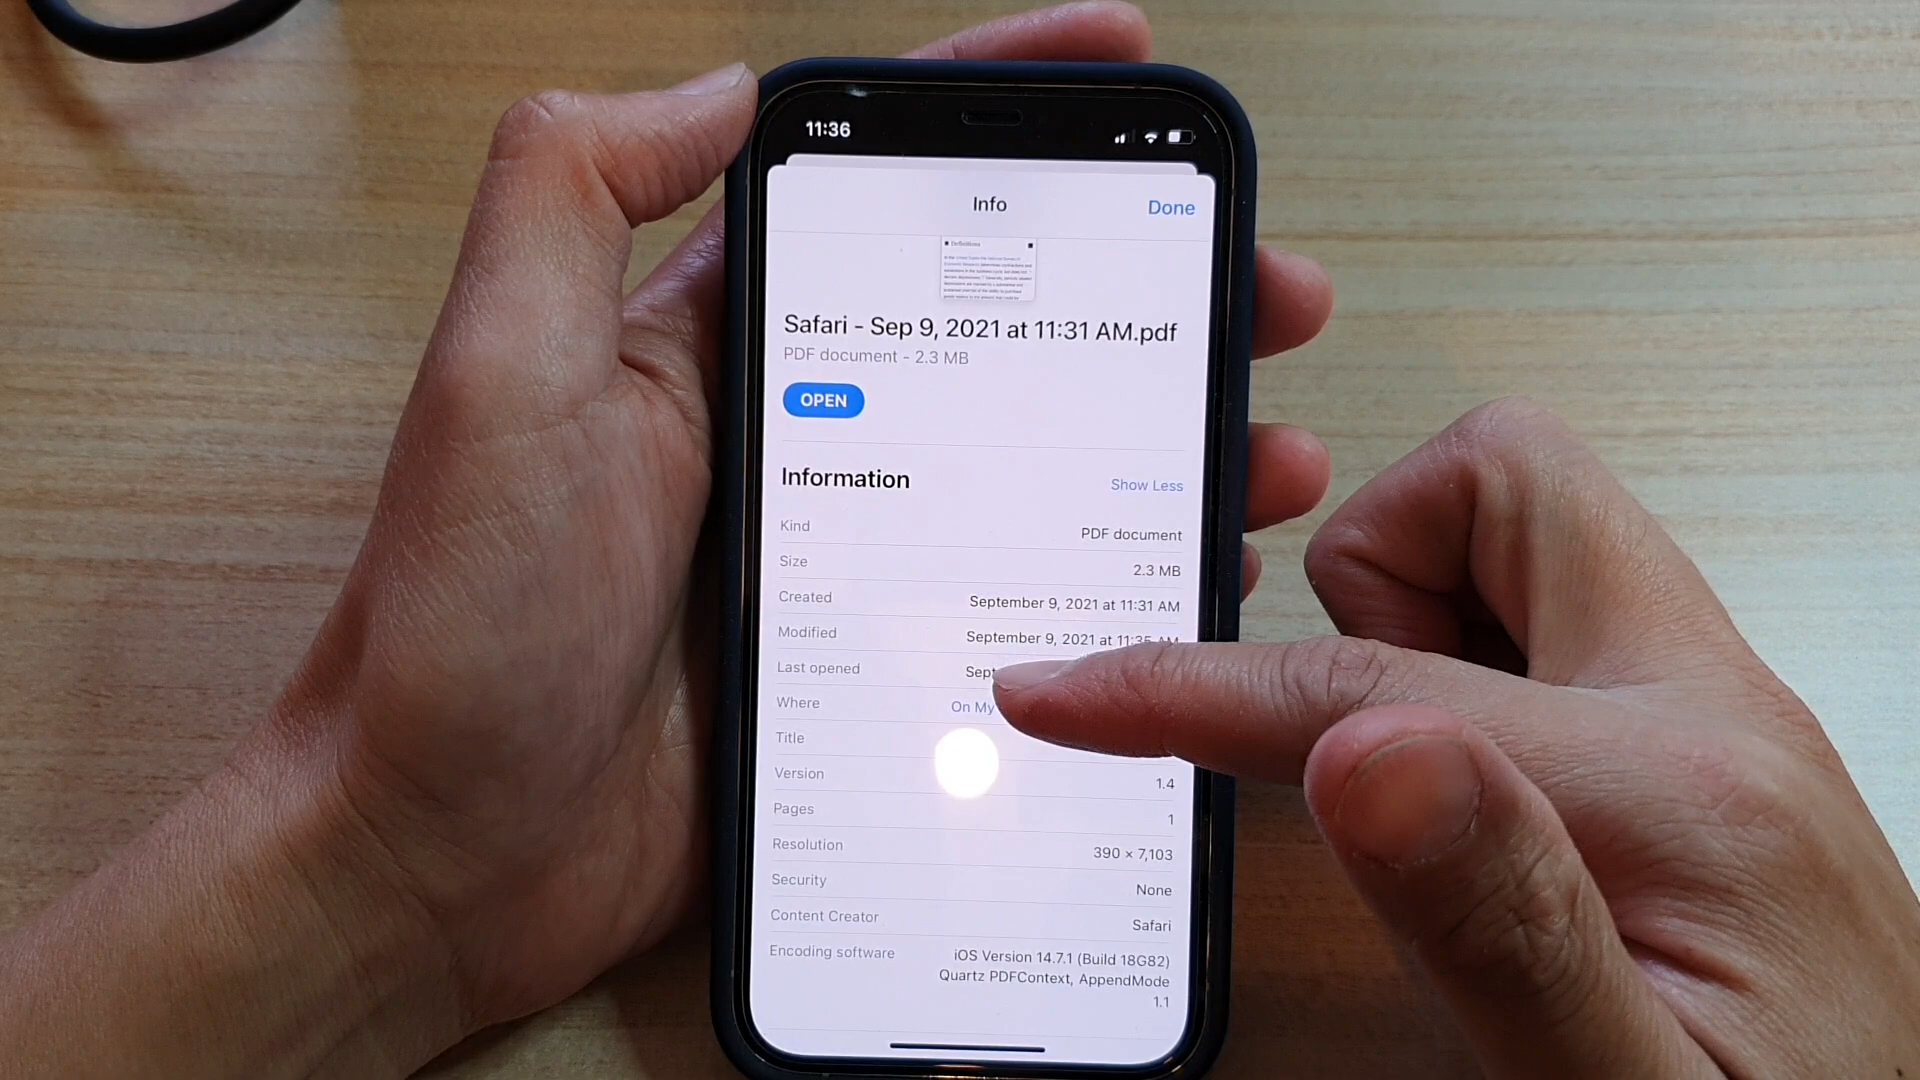 11:36
Info
Done
Definitions
Safari - Sep 9, 2021 at 11:31 AM.pdf
PDF document - 2.3 MB
OPEN
Information
Show Less
Kind
PDF document
Size
2.3 MB
Created
September 9, 2021 at 11:31 AM
Modified
September 9, 2021 at 11:35 AM
Last opened
Sept
Where
On My
Title
Version
1.4
Pages
1
Resolution
390 × 7,103
Security
None
Content Creator
Safari
Encoding software
iOS Version 14.7.1 (Build 18G82)
Quartz PDFContext, AppendMode
1.1